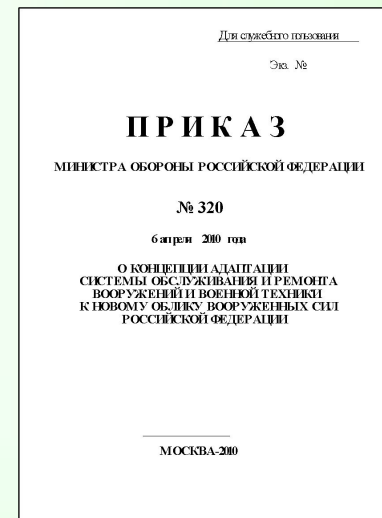 Для служебного пользования
Экз. №
ПРИКАЗ
МИНИСТРА ОБОРОНЫ РОССИЙСКОЙ ФЕДЕРАЦИИ
№ 320
6 апреля 2010 года
О КОНЦЕПЦИИ АДАПТАЦИИ
СИСТЕМЫ ОБСЛУЖИВАНИЯ И РЕМОНТА
ВООРУЖЕНИЙ И ВОЕННОЙ ТЕХНИКИ
К НОВОМУ ОБЛИКУ ВООРУЖЕННЫХ СИЛ
РОССИЙСКОЙ ФЕДЕРАЦИИ
МОСКВА-2010